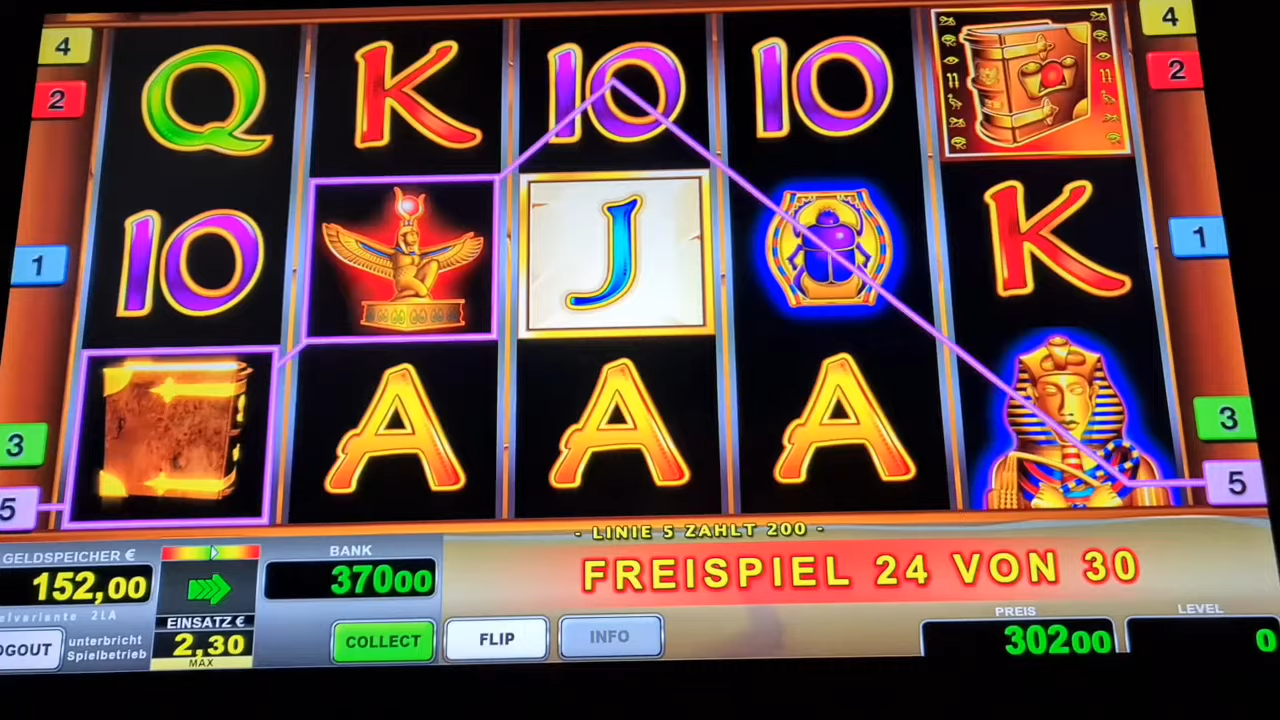 4 Q K 10 10 4
2 2
10 J K
1 1
3 A A A 3
5 5
- LINIE 5 ZAHLT 200 -
FREISPIEL 24 VON 30
GELDSPEICHER €
152,00
BANK
37000
elvariante 2LA
OGOUT
unterbricht
Spielbetrieb
EINSATZ €
2,30
MAX
COLLECT
FLIP
INFO
PREIS
30200
LEVEL
0